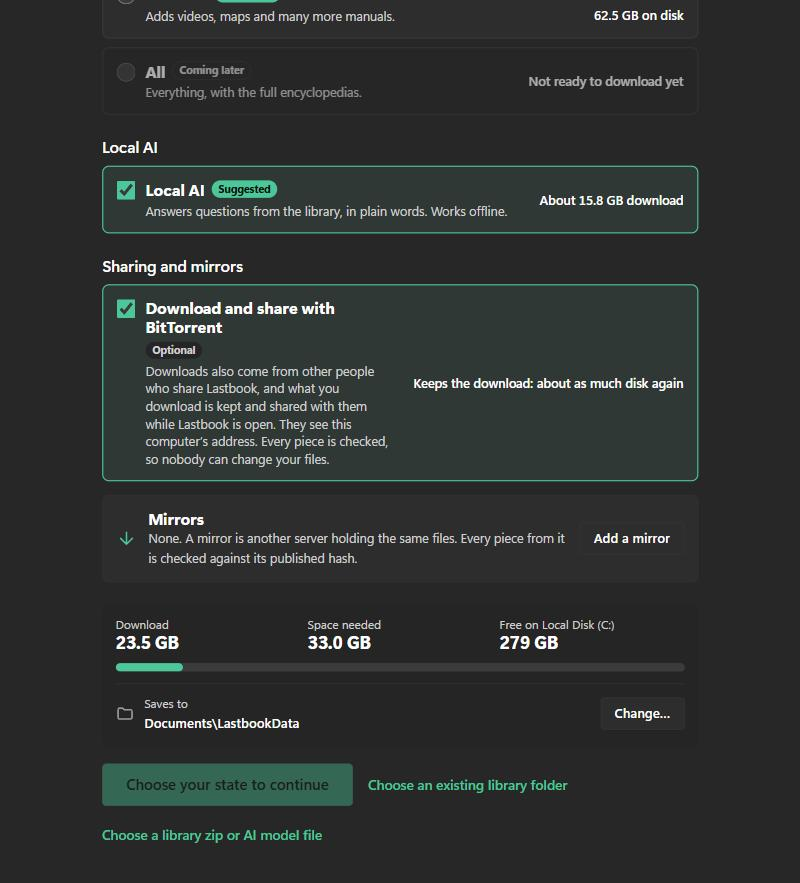 Adds videos, maps and many more manuals.
62.5 GB on disk
All Coming later
Everything, with the full encyclopedias.
Not ready to download yet
Local AI
Local AI Suggested
Answers questions from the library, in plain words. Works offline.
About 15.8 GB download
Sharing and mirrors
Download and share with
BitTorrent
Optional
Downloads also come from other people
who share Lastbook, and what you
download is kept and shared with them
while Lastbook is open. They see this
computer's address. Every piece is checked,
so nobody can change your files.
Keeps the download: about as much disk again
Mirrors
None. A mirror is another server holding the same files. Every piece from it
is checked against its published hash.
Add a mirror
Download
23.5 GB
Space needed
33.0 GB
Free on Local Disk (C:)
279 GB
Saves to
Documents\LastbookData
Change...
Choose your state to continue
Choose an existing library folder
Choose a library zip or AI model file